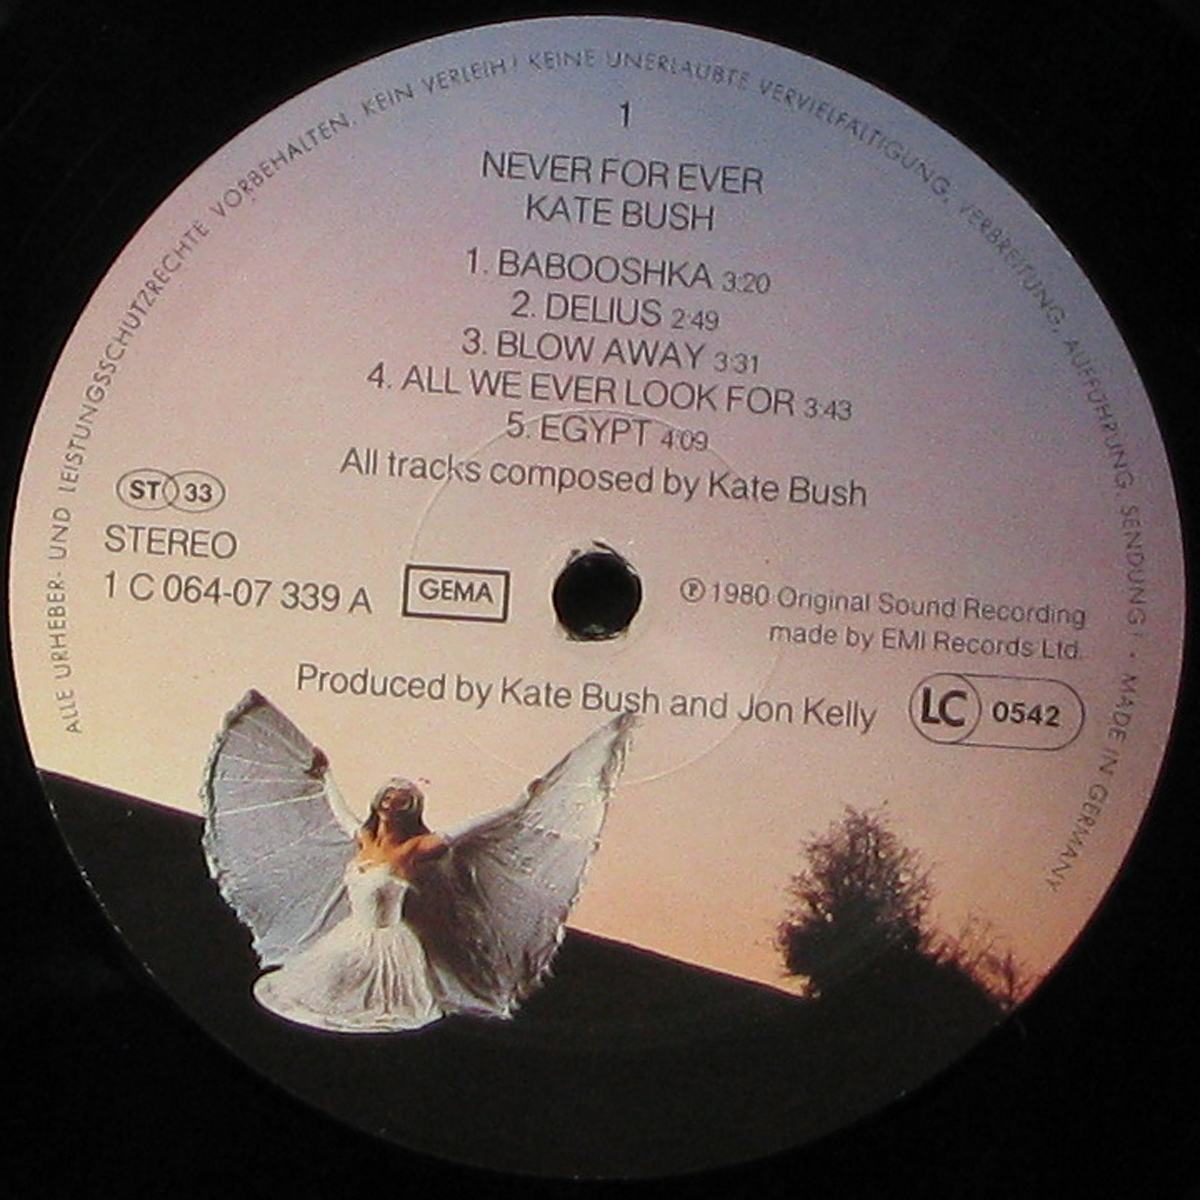 ALLE URHEBER- UND LEISTUNGSSCHUTZRECHTE VORBEHALTEN. KEIN VERLEIH! KEINE UNERLAUBTE VERVIELFÄLTIGUNG, VERBREITUNG, AUFFÜHRUNG, SENDUNG! · MADE IN GERMANY
1
NEVER FOR EVER
KATE BUSH
1. BABOOSHKA 3:20
2. DELIUS 2:49
3. BLOW AWAY 3:31
4. ALL WE EVER LOOK FOR 3:43
5. EGYPT 4:09
All tracks composed by Kate Bush
ST 33
STEREO
1 C 064-07 339 A
GEMA
℗ 1980 Original Sound Recording
made by EMI Records Ltd.
Produced by Kate Bush and Jon Kelly
LC 0542